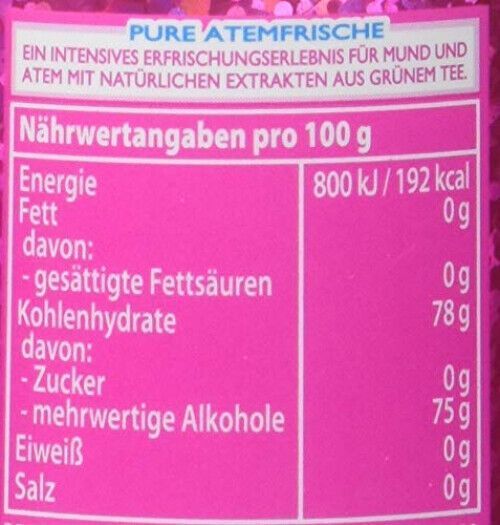 PURE ATEMFRISCHE
EIN INTENSIVES ERFRISCHUNGSERLEBNIS FÜR MUND UND
ATEM MIT NATÜRLICHEN EXTRAKTEN AUS GRÜNEM TEE.
Nährwertangaben pro 100 g
Energie 800 kJ / 192 kcal
Fett 0 g
davon:
- gesättigte Fettsäuren 0 g
Kohlenhydrate 78 g
davon:
- Zucker 0 g
- mehrwertige Alkohole 75 g
Eiweiß 0 g
Salz 0 g